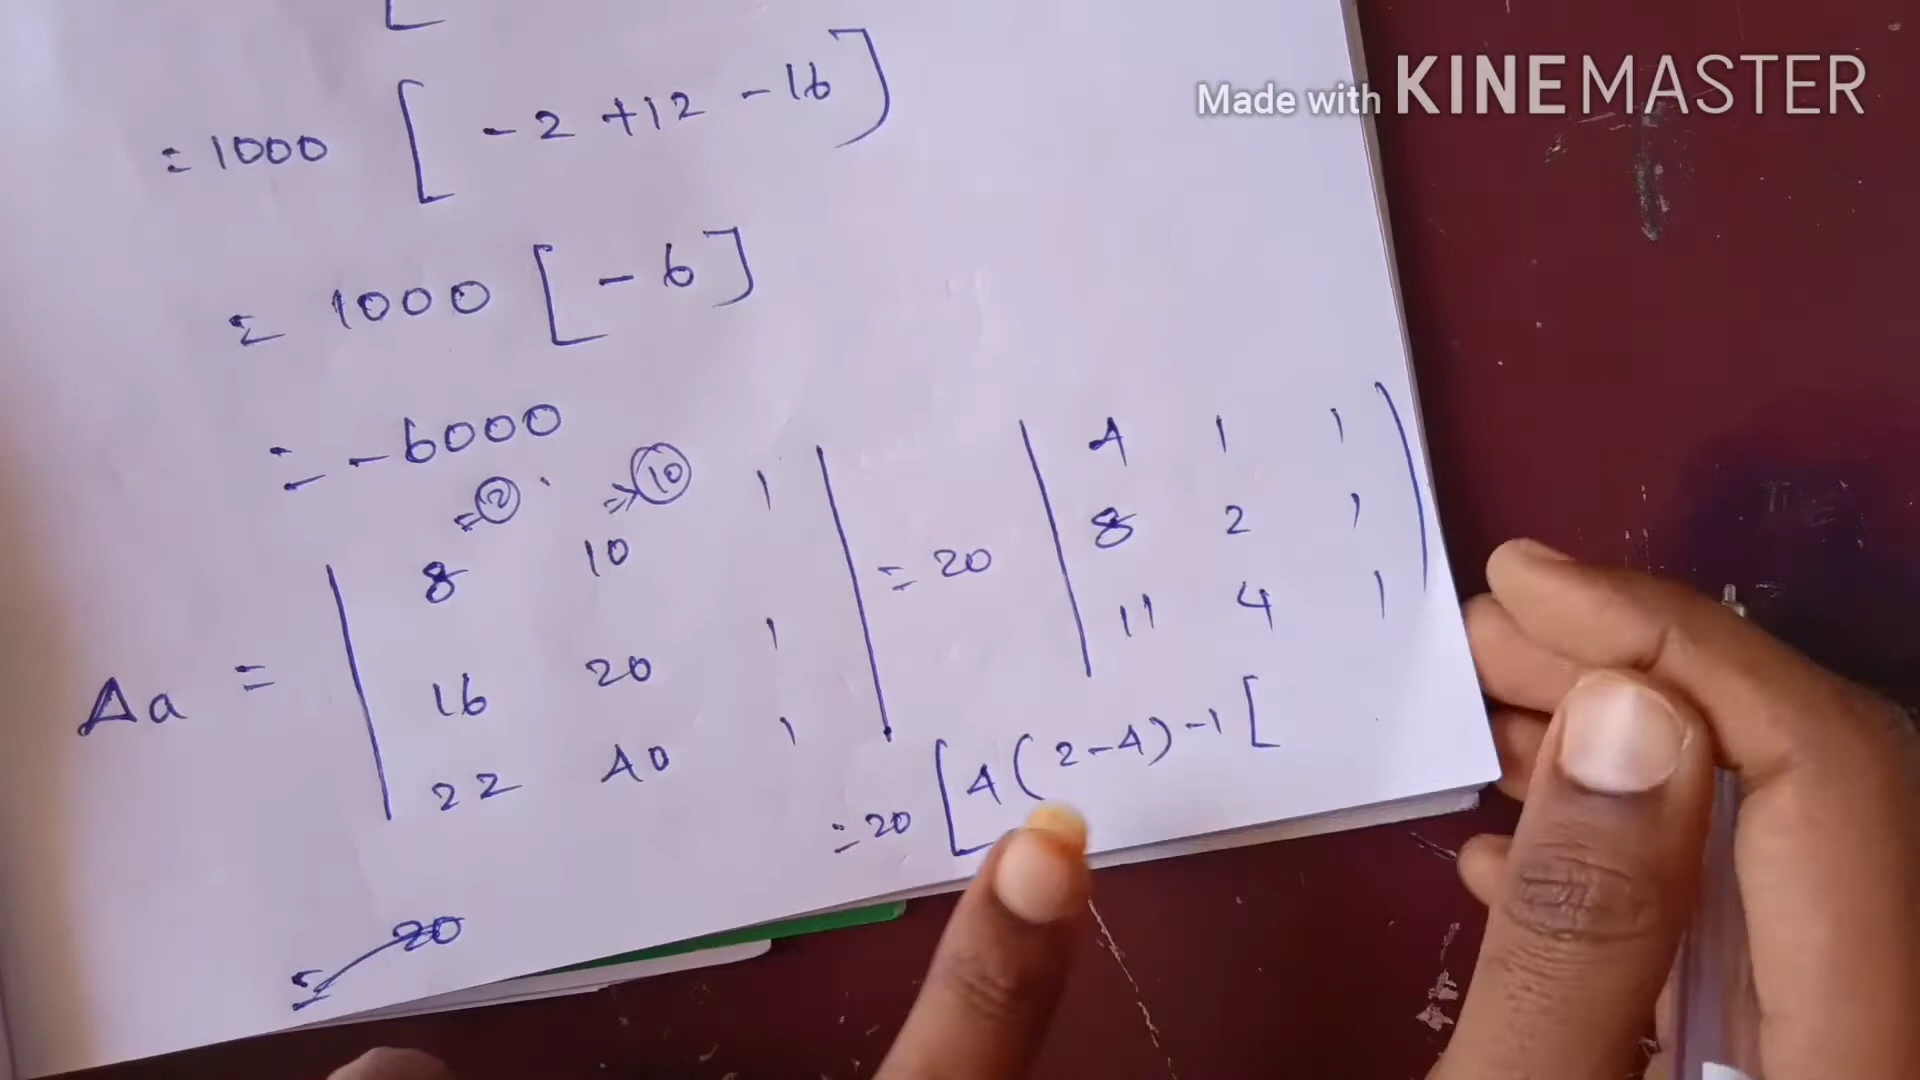 Made with KINEMASTER
= 1000 [ -2 +12 -16 ]
= 1000 [ -6 ]
= -6000
= 2 => 10
Δa = | 8 10 1 | = 20 | 4 1 1 |
16 20 1 8 2 1
22 40 1 11 4 1
= 20 [ 4 ( 2-4 ) -1 [
20